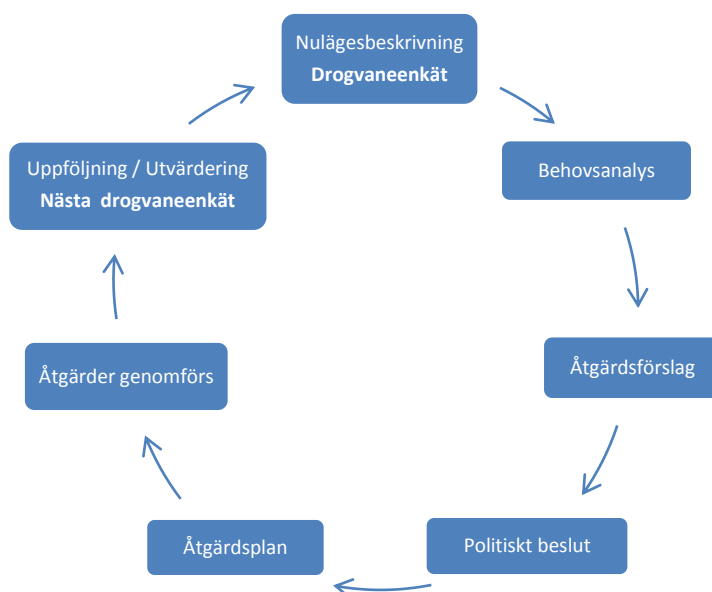 Nulägesbeskrivning
Drogvaneenkät
Behovsanalys
Åtgärdsförslag
Politiskt beslut
Åtgärdsplan
Åtgärder genomförs
Uppföljning / Utvärdering
Nästa drogvaneenkät